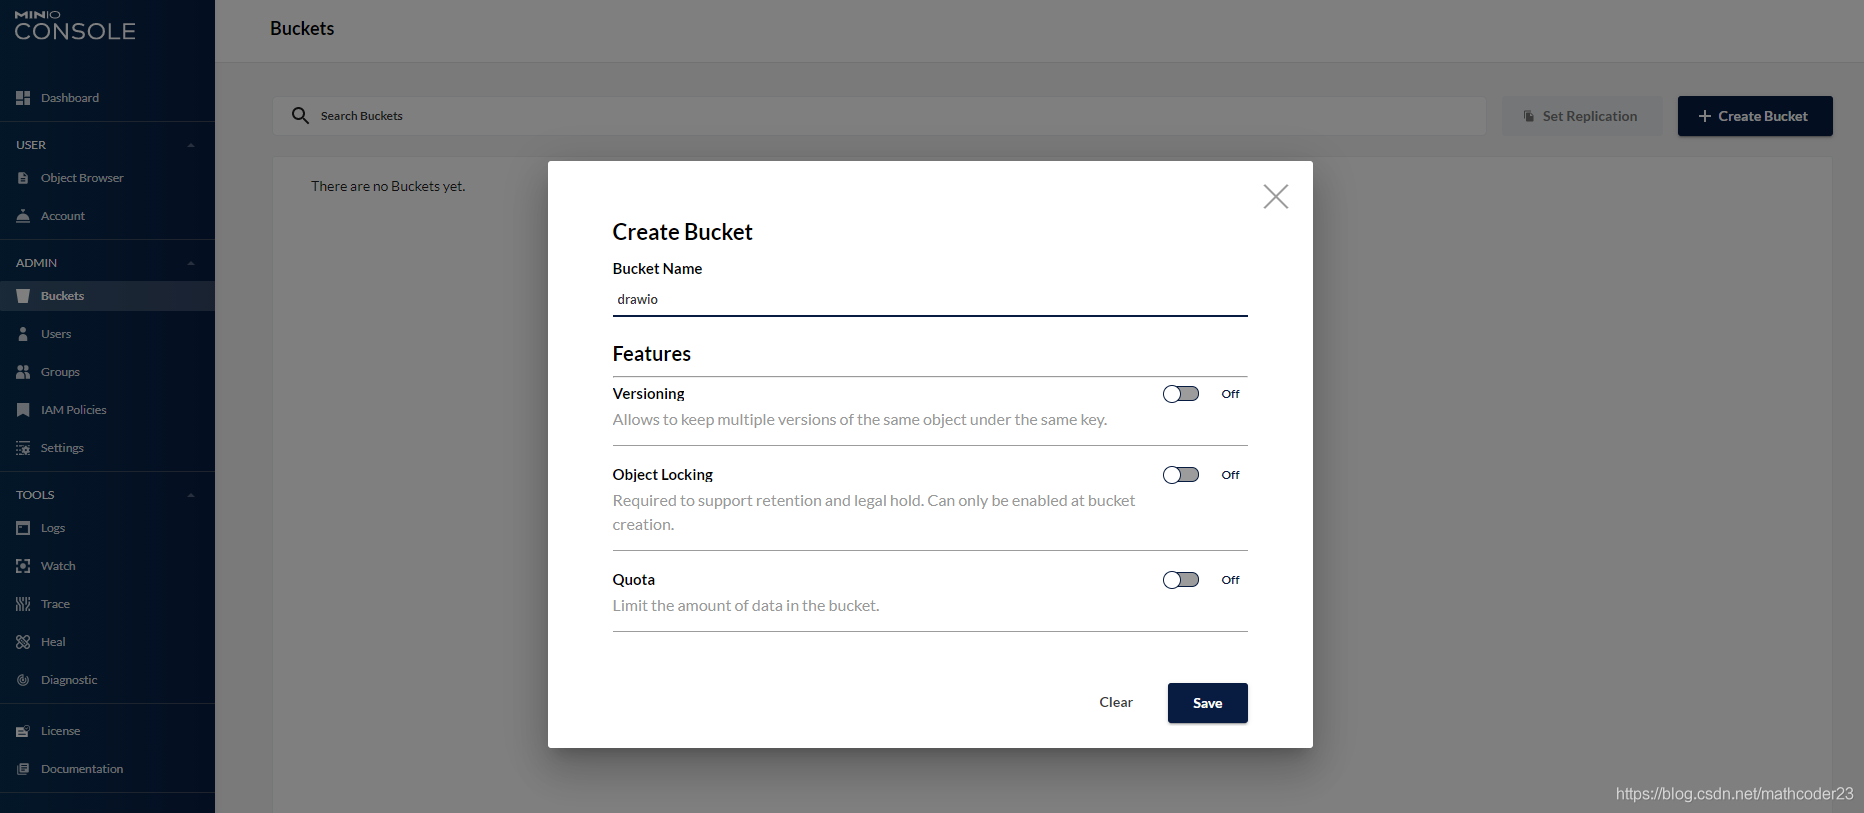 MINIO
CONSOLE
Dashboard
USER
Object Browser
Account
ADMIN
Buckets
Users
Groups
IAM Policies
Settings
TOOLS
Logs
Watch
Trace
Heal
Diagnostic
License
Documentation
Buckets
Search Buckets
Set Replication
Create Bucket
There are no Buckets yet.
Create Bucket
Bucket Name
drawio
Features
Versioning
Off
Allows to keep multiple versions of the same object under the same key.
Object Locking
Off
Required to support retention and legal hold. Can only be enabled at bucket
creation.
Quota
Off
Limit the amount of data in the bucket.
Clear
Save
https://blog.csdn.net/mathcoder23